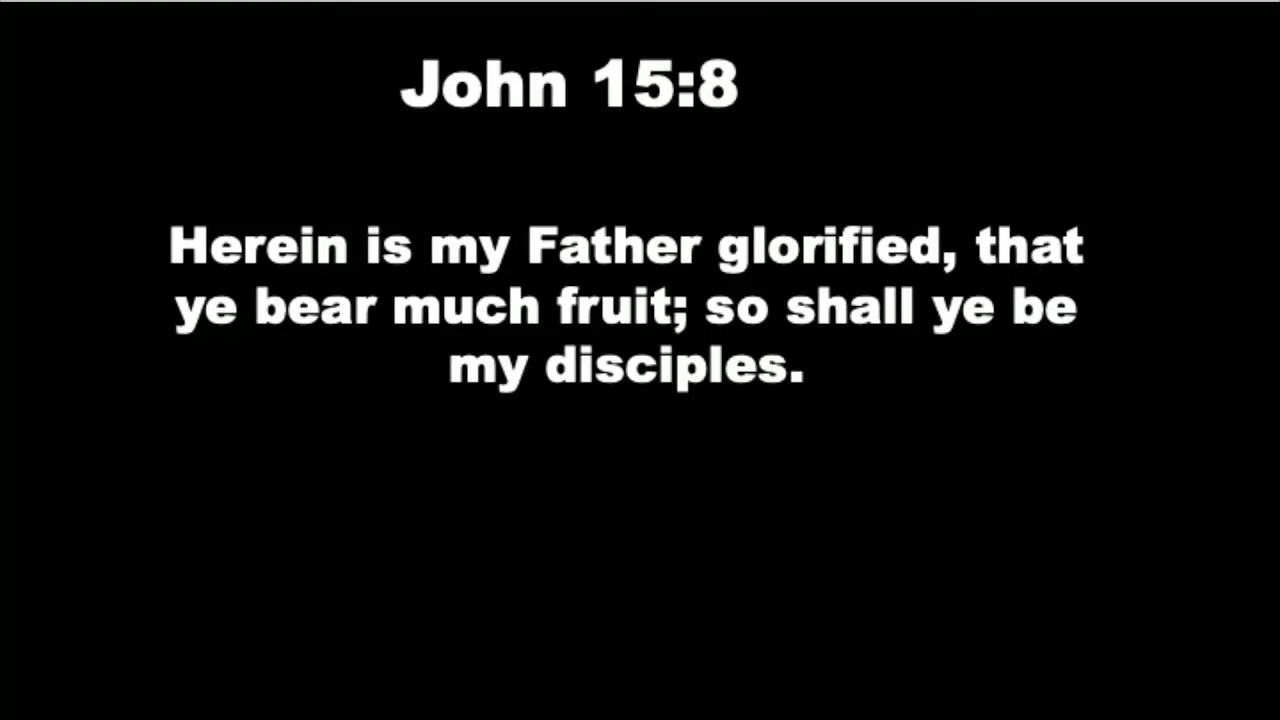 John 15:8
Herein is my Father glorified, that
ye bear much fruit; so shall ye be
my disciples.